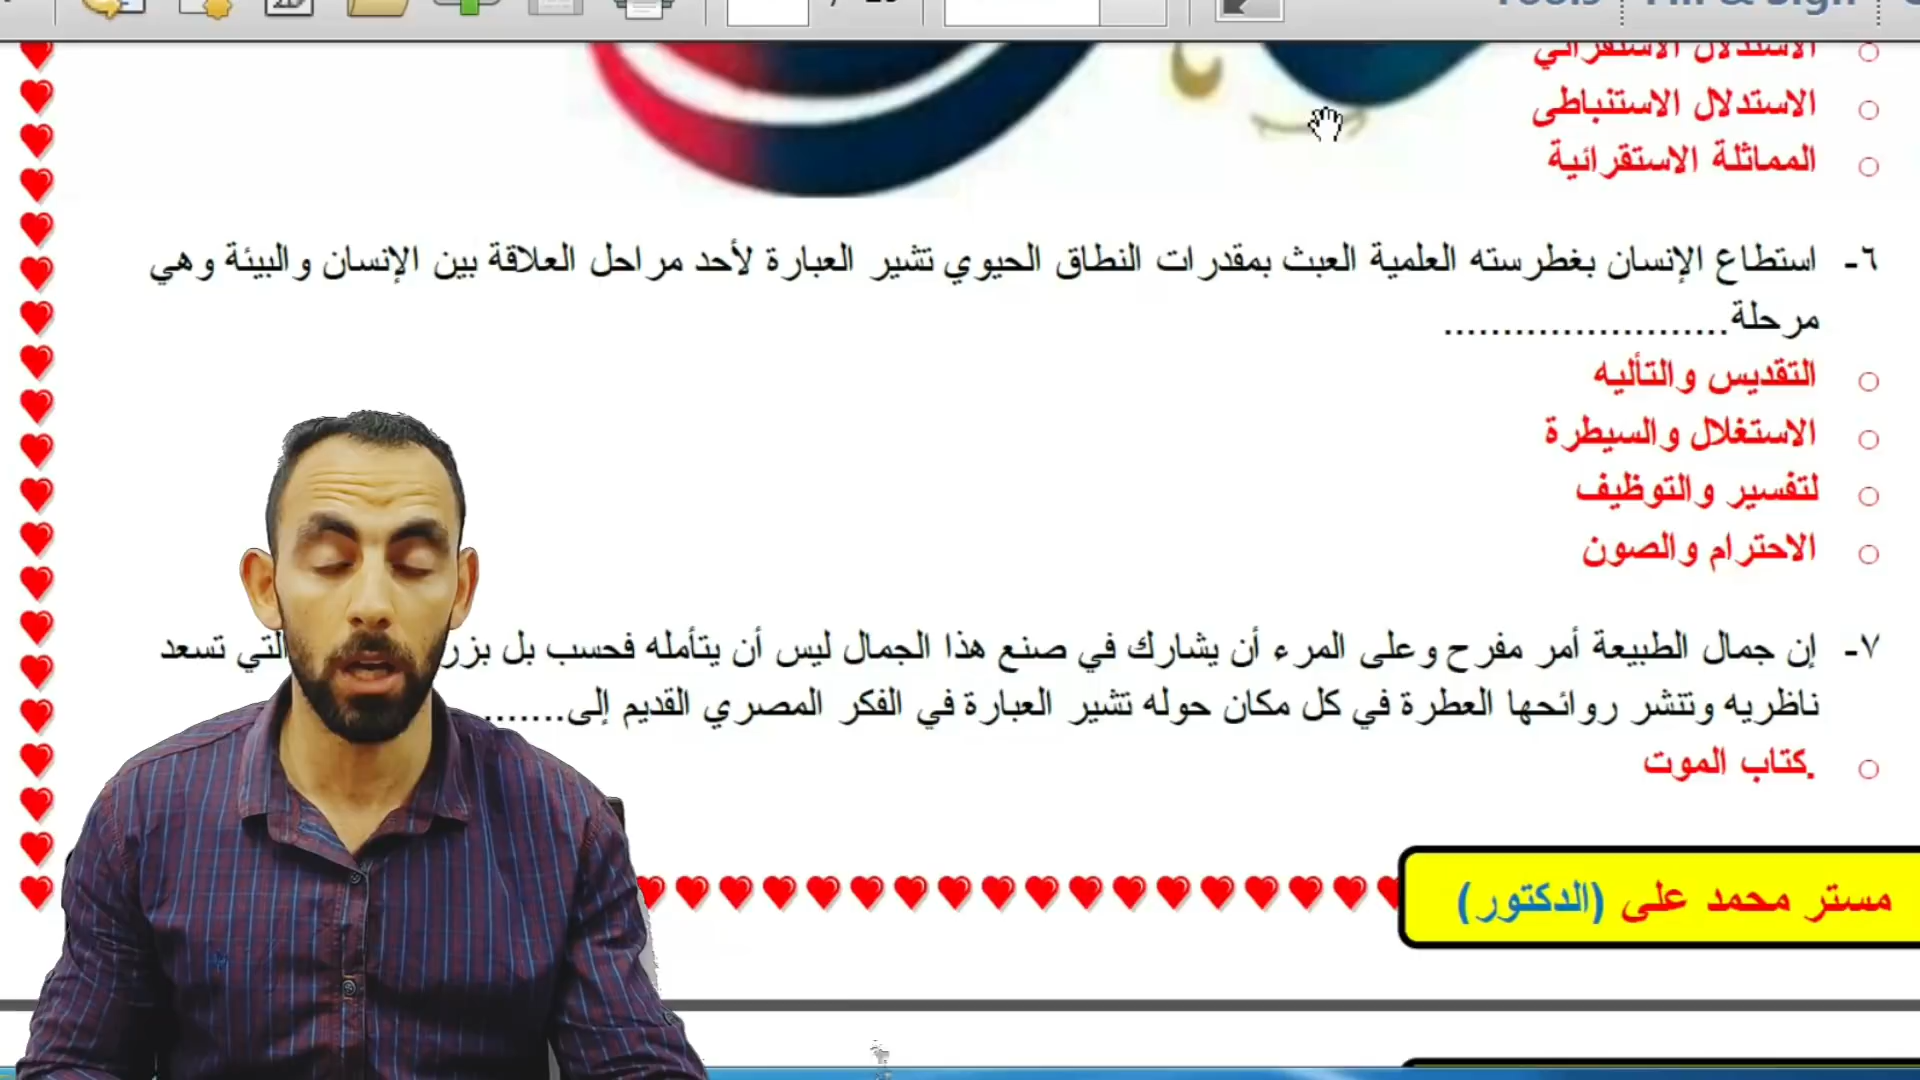 الاستدلال الاستقرائي
الاستدلال الاستنباطى
المماثلة الاستقرائية
٦- استطاع الإنسان بغطرسته العلمية العبث بمقدرات النطاق الحيوي تشير العبارة لأحد مراحل العلاقة بين الإنسان والبيئة وهي
مرحلة........................
التقديس والتأليه
الاستغلال والسيطرة
لتفسير والتوظيف
الاحترام والصون
٧- إن جمال الطبيعة أمر مفرح وعلى المرء أن يشارك في صنع هذا الجمال ليس أن يتأمله فحسب بل التي تسعد
ناظريه وتنشر روائحها العطرة في كل مكان حوله تشير العبارة في الفكر المصري القديم إلى.......
.كتاب الموت
مستر محمد على (الدكتور)